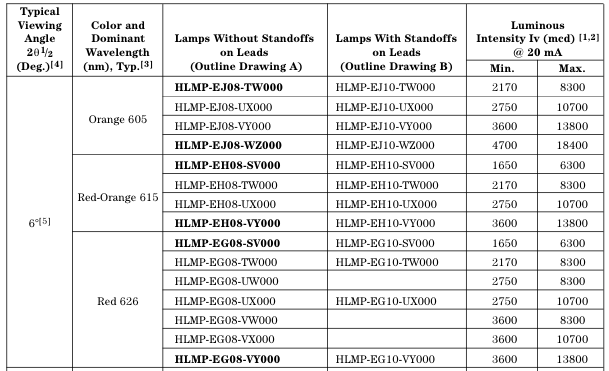 Typical Viewing Angle 2θ1/2 (Deg.)[4] | Color and Dominant Wavelength (nm), Typ.[3] | Lamps Without Standoffs on Leads (Outline Drawing A) | Lamps With Standoffs on Leads (Outline Drawing B) | Luminous Intensity Iv (mcd) [1,2] @ 20 mA
Min. | Max.
6°[5]
Orange 605
HLMP-EJ08-TW000 | HLMP-EJ10-TW000 | 2170 | 8300
HLMP-EJ08-UX000 | HLMP-EJ10-UX000 | 2750 | 10700
HLMP-EJ08-VY000 | HLMP-EJ10-VY000 | 3600 | 13800
HLMP-EJ08-WZ000 | HLMP-EJ10-WZ000 | 4700 | 18400
Red-Orange 615
HLMP-EH08-SV000 | HLMP-EH10-SV000 | 1650 | 6300
HLMP-EH08-TW000 | HLMP-EH10-TW000 | 2170 | 8300
HLMP-EH08-UX000 | HLMP-EH10-UX000 | 2750 | 10700
HLMP-EH08-VY000 | HLMP-EH10-VY000 | 3600 | 13800
Red 626
HLMP-EG08-SV000 | HLMP-EG10-SV000 | 1650 | 6300
HLMP-EG08-TW000 | HLMP-EG10-TW000 | 2170 | 8300
HLMP-EG08-UW000 | 2750 | 8300
HLMP-EG08-UX000 | HLMP-EG10-UX000 | 2750 | 10700
HLMP-EG08-VW000 | 3600 | 8300
HLMP-EG08-VX000 | 3600 | 10700
HLMP-EG08-VY000 | HLMP-EG10-VY000 | 3600 | 13800